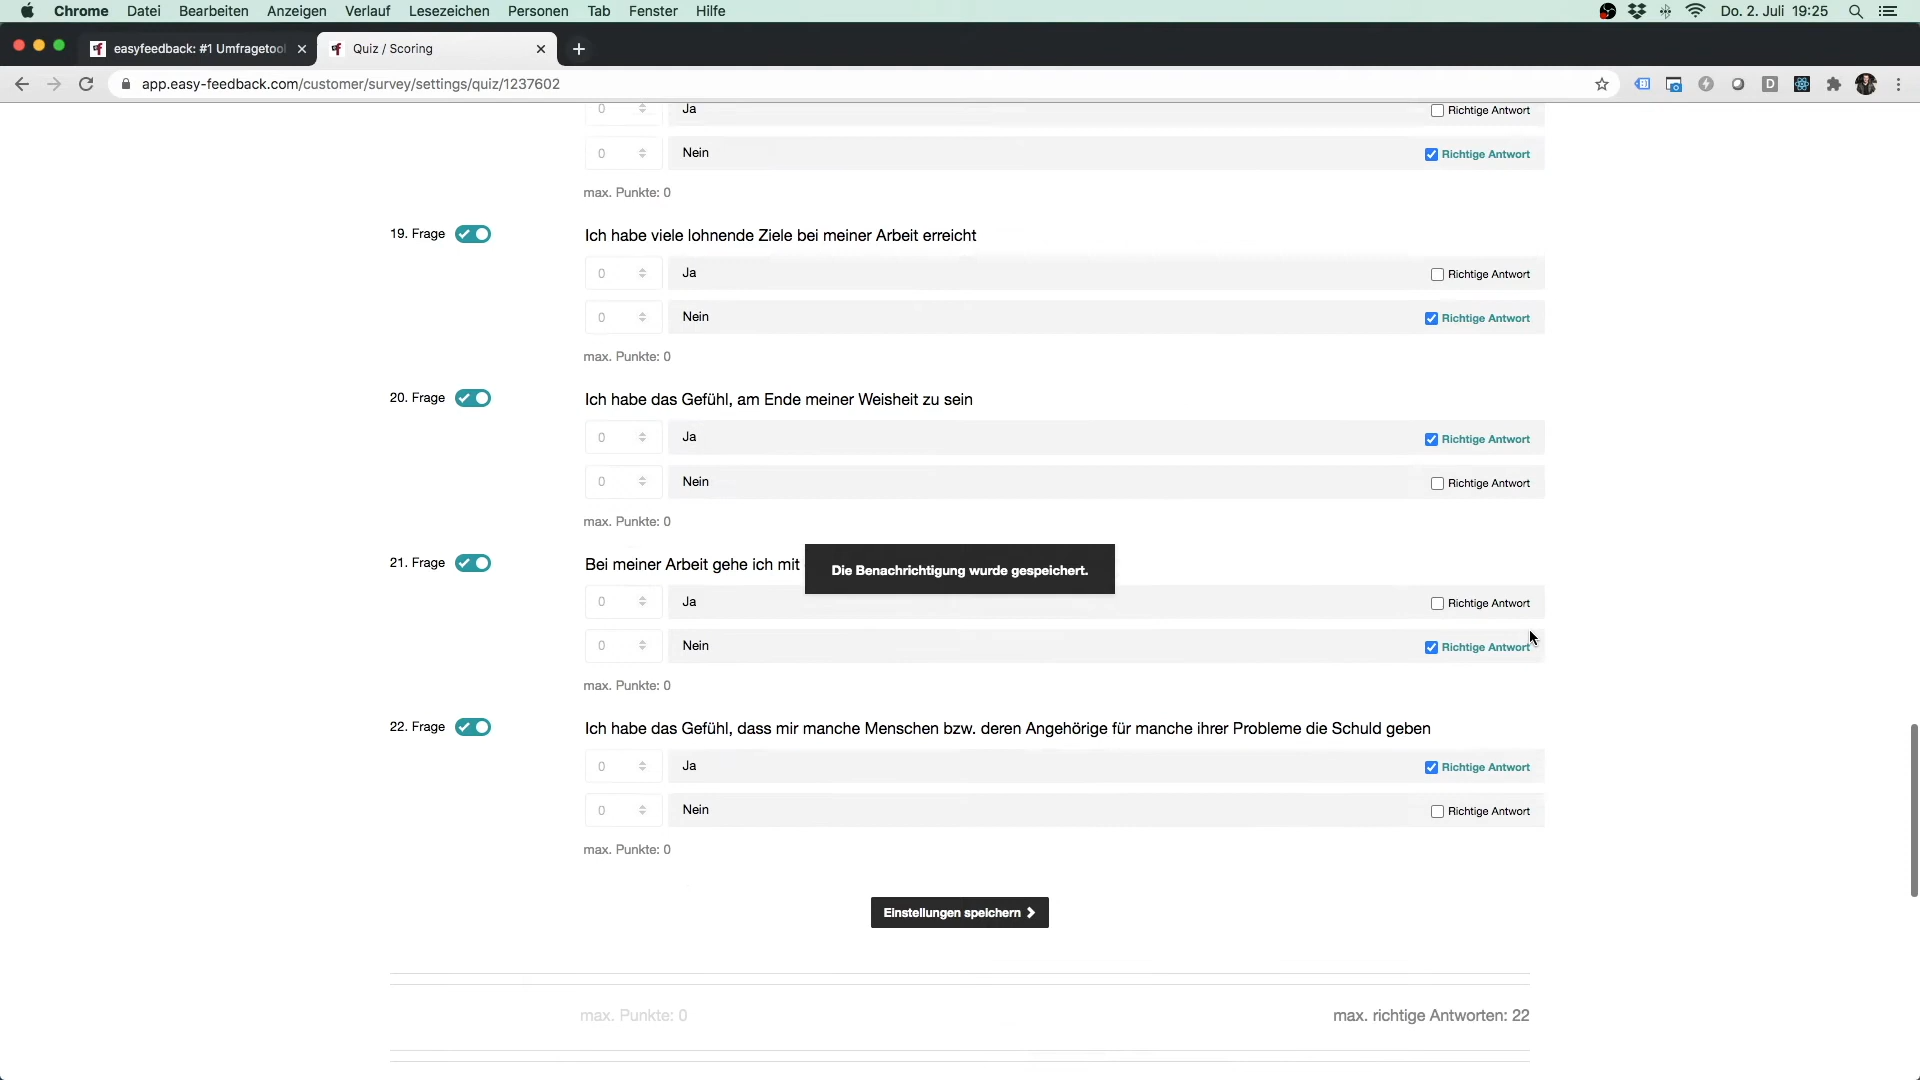 Chrome Datei Bearbeiten Anzeigen Verlauf Lesezeichen Personen Tab Fenster Hilfe Do. 2. Juli 19:25
easyfeedback: #1 Umfragetool Quiz / Scoring
app.easy-feedback.com/customer/survey/settings/quiz/1237602
0 Ja Richtige Antwort
0 Nein Richtige Antwort
max. Punkte: 0
19. Frage Ich habe viele lohnende Ziele bei meiner Arbeit erreicht
0 Ja Richtige Antwort
0 Nein Richtige Antwort
max. Punkte: 0
20. Frage Ich habe das Gefühl, am Ende meiner Weisheit zu sein
0 Ja Richtige Antwort
0 Nein Richtige Antwort
max. Punkte: 0
21. Frage Bei meiner Arbeit gehe ich mit
Die Benachrichtigung wurde gespeichert.
0 Ja Richtige Antwort
0 Nein Richtige Antwort
max. Punkte: 0
22. Frage Ich habe das Gefühl, dass mir manche Menschen bzw. deren Angehörige für manche ihrer Probleme die Schuld geben
0 Ja Richtige Antwort
0 Nein Richtige Antwort
max. Punkte: 0
Einstellungen speichern
max. Punkte: 0 max. richtige Antworten: 22